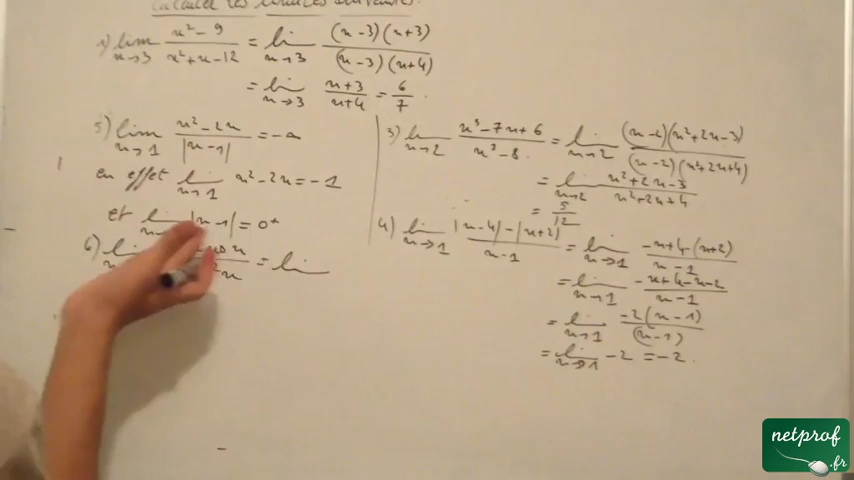 Calculer les limites suivantes.
1) lim x→3 (x² - 9)/(x² + x - 12) = lim x→3 (x - 3)(x + 3)/(x - 3)(x + 4)
= lim x→3 (x + 3)/(x + 4) = 6/7.
5) lim x→1 (x² - 2x)/|x - 1| = -∞
en effet lim x→1 x² - 2x = -1
et lim |x - 1| = 0⁺
6) lim = lim
3) lim x→2 (x³ - 7x + 6)/(x³ - 8) = lim x→2 (x - 2)(x² + 2x - 3)/(x - 2)(x² + 2x + 4)
= lim x→2 (x² + 2x - 3)/(x² + 2x + 4)
= 5/12
4) lim x→1 (|x - 4| - |x + 2|)/(x - 1) = lim x→1 (-x + 4 - (x + 2))/(x - 1)
= lim x→1 (-x + 4 - x - 2)/(x - 1)
= lim x→1 -2(x - 1)/(x - 1)
= lim x→1 -2 = -2.
netprof
.fr